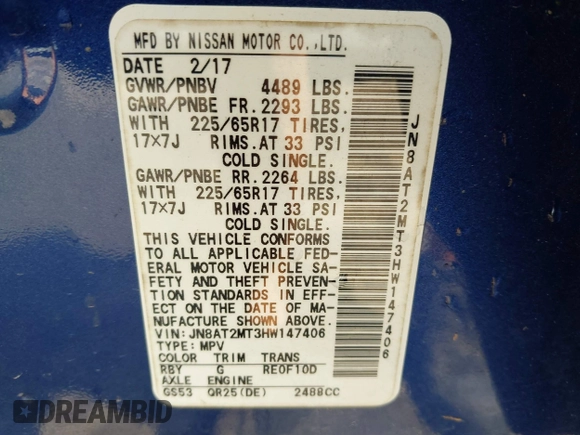 MFD BY NISSAN MOTOR CO.,LTD.
DATE 2/17
GVWR/PNBV 4489 LBS.
GAWR/PNBE FR.2293 LBS.
WITH 225/65R17 TIRES,
17×7J RIMS.AT 33 PSI
COLD SINGLE.
GAWR/PNBE RR.2264 LBS.
WITH 225/65R17 TIRES,
17×7J RIMS.AT 33 PSI
COLD SINGLE.
THIS VEHICLE CONFORMS
TO ALL APPLICABLE FED-
ERAL MOTOR VEHICLE SA-
FETY AND THEFT PREVEN-
TION STANDARDS IN EFF-
ECT ON THE DATE OF MA-
NUFACTURE SHOWN ABOVE.
VIN:JN8AT2MT3HW147406
TYPE: MPV
COLOR TRIM TRANS
RBY G RE0F10D
AXLE ENGINE
GS53 QR25(DE) 2488CC
JN8AT2MT3HW147406
DREAMBID